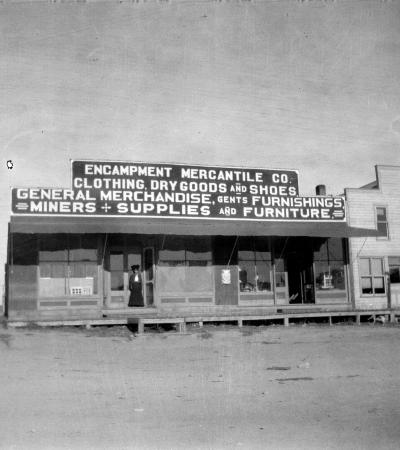 ENCAMPMENT MERCANTILE CO.
CLOTHING, DRY GOODS AND SHOES,
GENERAL MERCHANDISE, GENTS FURNISHINGS,
MINERS + SUPPLIES AND FURNITURE